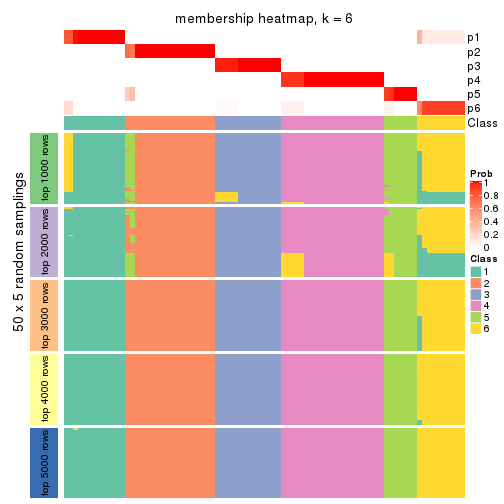 membership heatmap, k = 6
p1
p2
p3
p4
p5
p6
Class
50 x 5 random samplings
top 1000 rows
top 2000 rows
top 3000 rows
top 4000 rows
top 5000 rows
Prob
1
0.8
0.6
0.4
0.2
0
Class
1
2
3
4
5
6